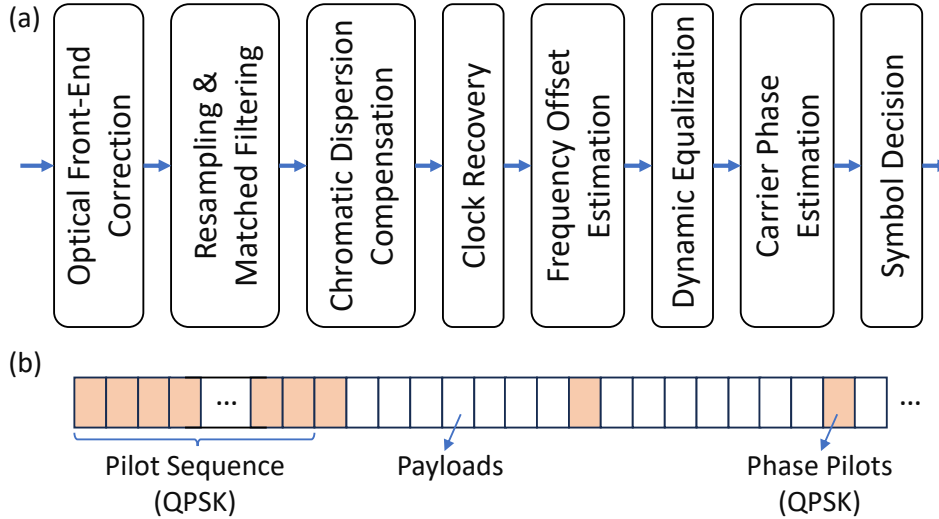 (a)
Optical Front-End
Correction
Resampling &
Matched Filtering
Chromatic Dispersion
Compensation
Clock Recovery
Frequency Offset
Estimation
Dynamic Equalization
Carrier Phase
Estimation
Symbol Decision
(b)
...
...
Pilot Sequence
(QPSK)
Payloads
Phase Pilots
(QPSK)